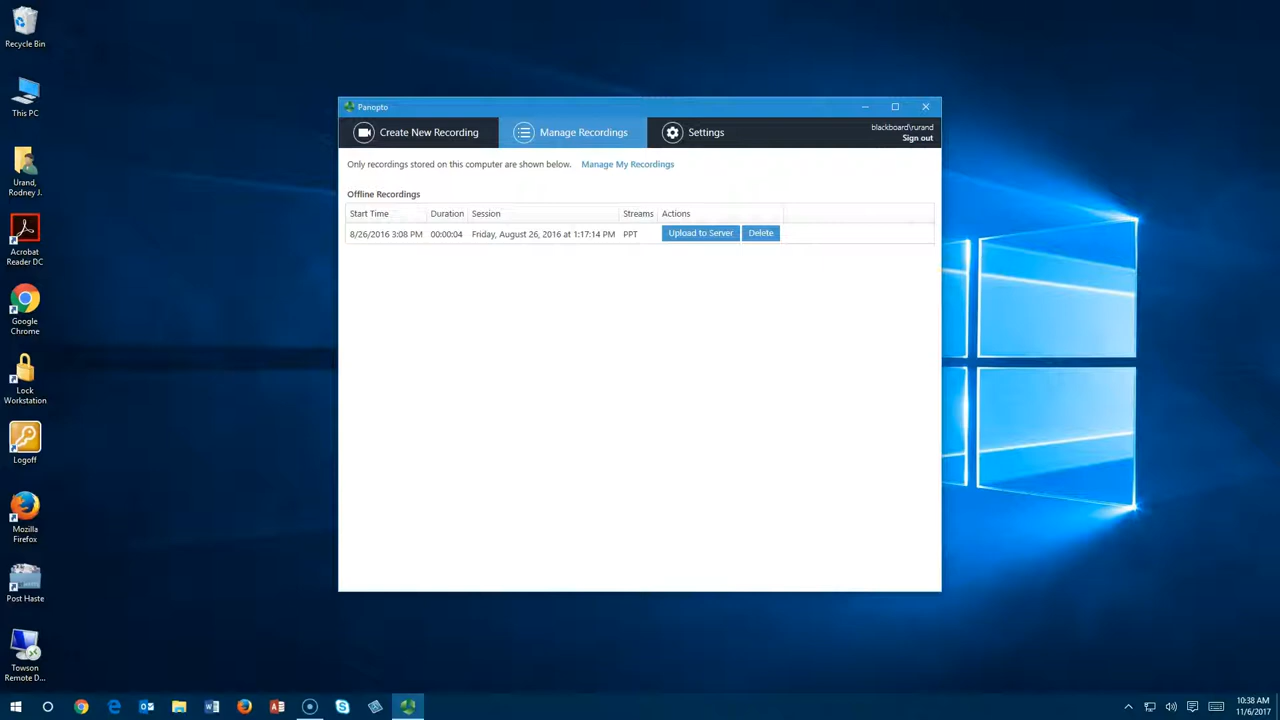 Recycle Bin
This PC
Urand,
Rodney J.
Acrobat
Reader DC
Google
Chrome
Lock
Workstation
Logoff
Mozilla
Firefox
Post Haste
Towson
Remote D...
Panopto
Create New Recording
Manage Recordings
Settings
blackboard\rurand
Sign out
Only recordings stored on this computer are shown below. Manage My Recordings
Offline Recordings
Start Time Duration Session Streams Actions
8/26/2016 3:08 PM 00:00:04 Friday, August 26, 2016 at 1:17:14 PM PPT Upload to Server Delete
10:38 AM
11/6/2017